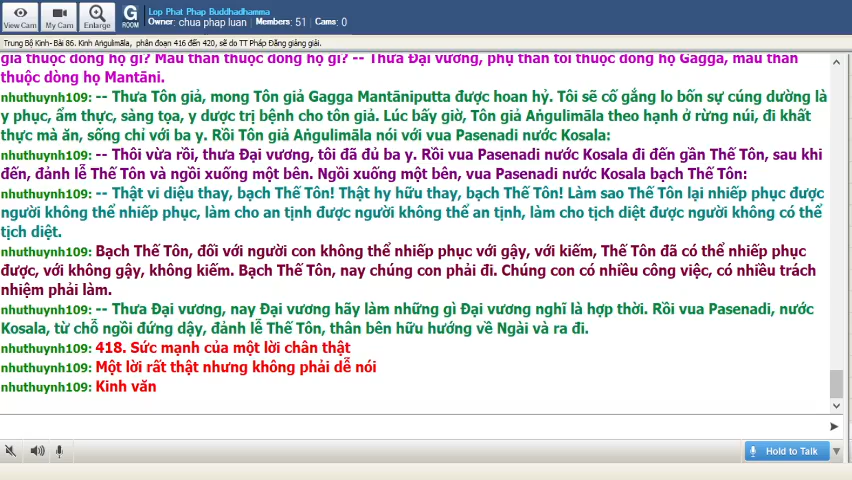 View Cam
My Cam
Enlarge
G
ROOM
Lop Phat Phap Buddhadhamma
Owner: chua phap luan | Members: 51 | Cams: 0
Trung Bộ Kinh- Bài 86. Kinh Aṅgulimāla, phân đoạn 416 đến 420, sẽ do TT Pháp Đăng giảng giải.
giả thuộc dòng họ gì? Mẫu thân thuộc dòng họ gì? -- Thưa Đại vương, phụ thân tôi thuộc dòng họ Gagga, mẫu thân
thuộc dòng họ Mantāni.
nhuthuynh109: -- Thưa Tôn giả, mong Tôn giả Gagga Mantāniputta được hoan hỷ. Tôi sẽ cố gắng lo bốn sự cúng dường là
y phục, ẩm thực, sàng tọa, y dược trị bệnh cho tôn giả. Lúc bấy giờ, Tôn giả Aṅgulimāla theo hạnh ở rừng núi, đi khất
thực mà ăn, sống chỉ với ba y. Rồi Tôn giả Aṅgulimāla nói với vua Pasenadi nước Kosala:
nhuthuynh109: -- Thôi vừa rồi, thưa Đại vương, tôi đã đủ ba y. Rồi vua Pasenadi nước Kosala đi đến gần Thế Tôn, sau khi
đến, đảnh lễ Thế Tôn và ngồi xuống một bên. Ngồi xuống một bên, vua Pasenadi nước Kosala bạch Thế Tôn:
nhuthuynh109: -- Thật vi diệu thay, bạch Thế Tôn! Thật hy hữu thay, bạch Thế Tôn! Làm sao Thế Tôn lại nhiếp phục được
người không thể nhiếp phục, làm cho an tịnh được người không thể an tịnh, làm cho tịch diệt được người không có thể
tịch diệt.
nhuthuynh109: Bạch Thế Tôn, đối với người con không thể nhiếp phục với gậy, với kiếm, Thế Tôn đã có thể nhiếp phục
được, với không gậy, không kiếm. Bạch Thế Tôn, nay chúng con phải đi. Chúng con có nhiều công việc, có nhiều trách
nhiệm phải làm.
nhuthuynh109: -- Thưa Đại vương, nay Đại vương hãy làm những gì Đại vương nghĩ là hợp thời. Rồi vua Pasenadi, nước
Kosala, từ chỗ ngồi đứng dậy, đảnh lễ Thế Tôn, thân bên hữu hướng về Ngài và ra đi.
nhuthuynh109: 418. Sức mạnh của một lời chân thật
nhuthuynh109: Một lời rất thật nhưng không phải dễ nói
nhuthuynh109: Kinh văn
Hold to Talk